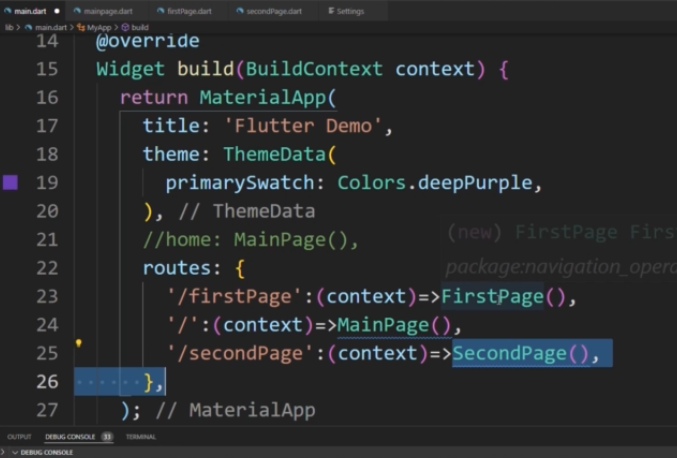 main.dart mainpage.dart firstPage.dart secondPage.dart Settings
lib > main.dart > MyApp > build
14 @override
15 Widget build(BuildContext context) {
16 return MaterialApp(
17 title: 'Flutter Demo',
18 theme: ThemeData(
19 primarySwatch: Colors.deepPurple,
20 ), // ThemeData
21 //home: MainPage(),
(new) FirstPage Firs
22 routes: {
package:navigation_opera
23 '/firstPage':(context)=>FirstPage(),
24 '/':(context)=>MainPage(),
25 '/secondPage':(context)=>SecondPage(),
26 },
27 ); // MaterialApp
OUTPUT DEBUG CONSOLE 33 TERMINAL
> DEBUG CONSOLE